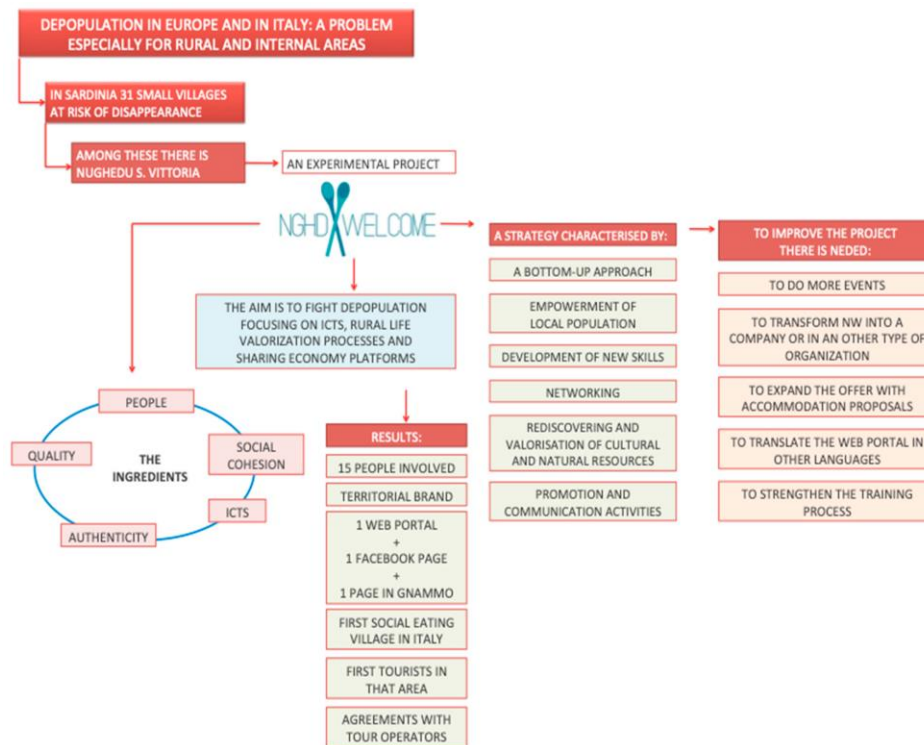 DEPOPULATION IN EUROPE AND IN ITALY: A PROBLEM
ESPECIALLY FOR RURAL AND INTERNAL AREAS
IN SARDINIA 31 SMALL VILLAGES
AT RISK OF DISAPPEARANCE
AMONG THESE THERE IS
NUGHEDU S. VITTORIA
AN EXPERIMENTAL PROJECT
NGHD WELCOME
THE AIM IS TO FIGHT DEPOPULATION
FOCUSING ON ICTS, RURAL LIFE
VALORIZATION PROCESSES AND
SHARING ECONOMY PLATFORMS
THE
INGREDIENTS
PEOPLE
SOCIAL
COHESION
ICTS
AUTHENTICITY
QUALITY
RESULTS:
15 PEOPLE INVOLVED
TERRITORIAL BRAND
1 WEB PORTAL
+
1 FACEBOOK PAGE
+
1 PAGE IN GNAMMO
FIRST SOCIAL EATING
VILLAGE IN ITALY
FIRST TOURISTS IN
THAT AREA
AGREEMENTS WITH
TOUR OPERATORS
A STRATEGY CHARACTERISED BY:
A BOTTOM-UP APPROACH
EMPOWERMENT OF
LOCAL POPULATION
DEVELOPMENT OF NEW SKILLS
NETWORKING
REDISCOVERING AND
VALORISATION OF CULTURAL
AND NATURAL RESOURCES
PROMOTION AND
COMMUNICATION ACTIVITIES
TO IMPROVE THE PROJECT
THERE IS NEDED:
TO DO MORE EVENTS
TO TRANSFORM NW INTO A
COMPANY OR IN AN OTHER TYPE OF
ORGANIZATION
TO EXPAND THE OFFER WITH
ACCOMMODATION PROPOSALS
TO TRANSLATE THE WEB PORTAL IN
OTHER LANGUAGES
TO STRENGTHEN THE TRAINING
PROCESS